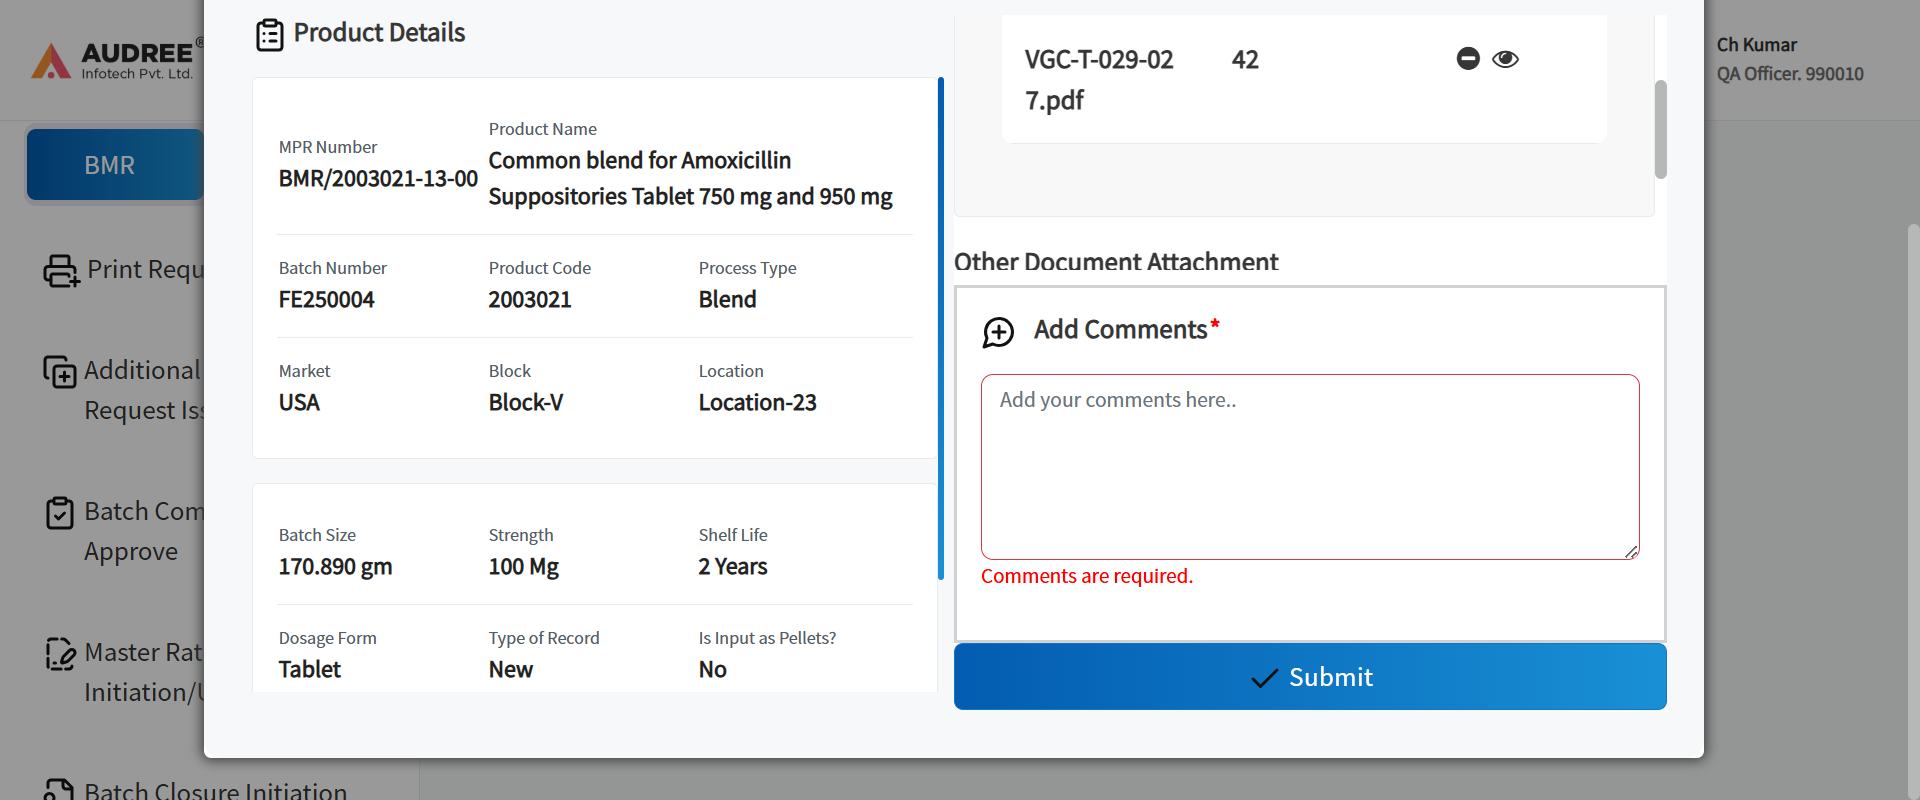 AUDREE®
Infotech Pvt. Ltd.
BMR
Print Requ
Additional
Request Iss
Batch Com
Approve
Master Rat
Initiation/U
Batch Closure Initiation
Product Details
MPR Number
BMR/2003021-13-00
Product Name
Common blend for Amoxicillin
Suppositories Tablet 750 mg and 950 mg
Batch Number
FE250004
Product Code
2003021
Process Type
Blend
Market
USA
Block
Block-V
Location
Location-23
Batch Size
170.890 gm
Strength
100 Mg
Shelf Life
2 Years
Dosage Form
Tablet
Type of Record
New
Is Input as Pellets?
No
VGC-T-029-02
7.pdf
42
Other Document Attachment
Add Comments*
Add your comments here..
Comments are required.
Submit
Ch Kumar
QA Officer. 990010